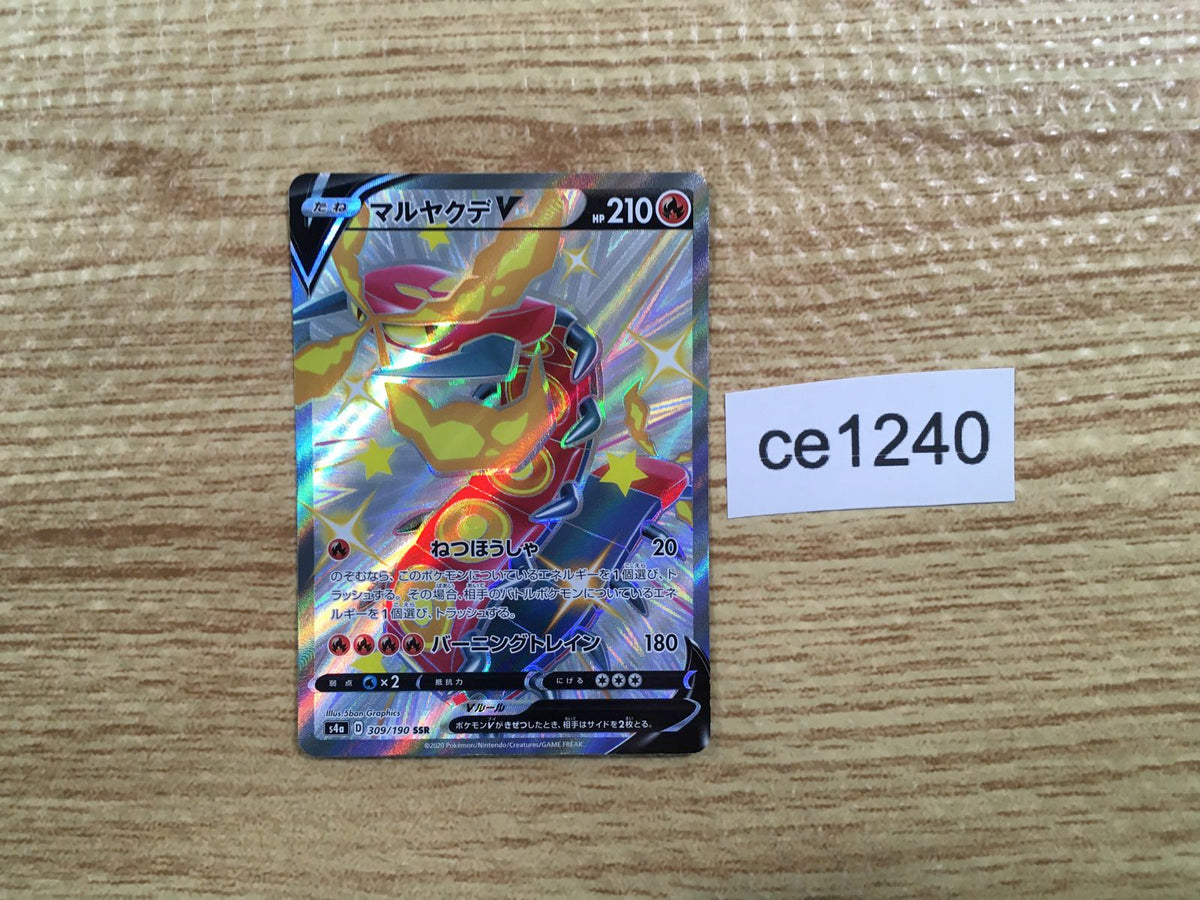 たね マルヤクデV HP 210
ねつほうしゃ 20
のぞむなら、このポケモンについているエネルギーを1個選び、ト
ラッシュする。その場合、相手のバトルポケモンについているエネ
ルギーを1個選び、トラッシュする。
バーニングトレイン 180
弱点 ×2 抵抗力 にげる
Illus. 5ban Graphics
Vルール
ポケモンVがきぜつしたとき、相手はサイドを2枚とる。
s4a D 309/190 SSR
©2020 Pokémon/Nintendo/Creatures/GAME FREAK.
ce1240